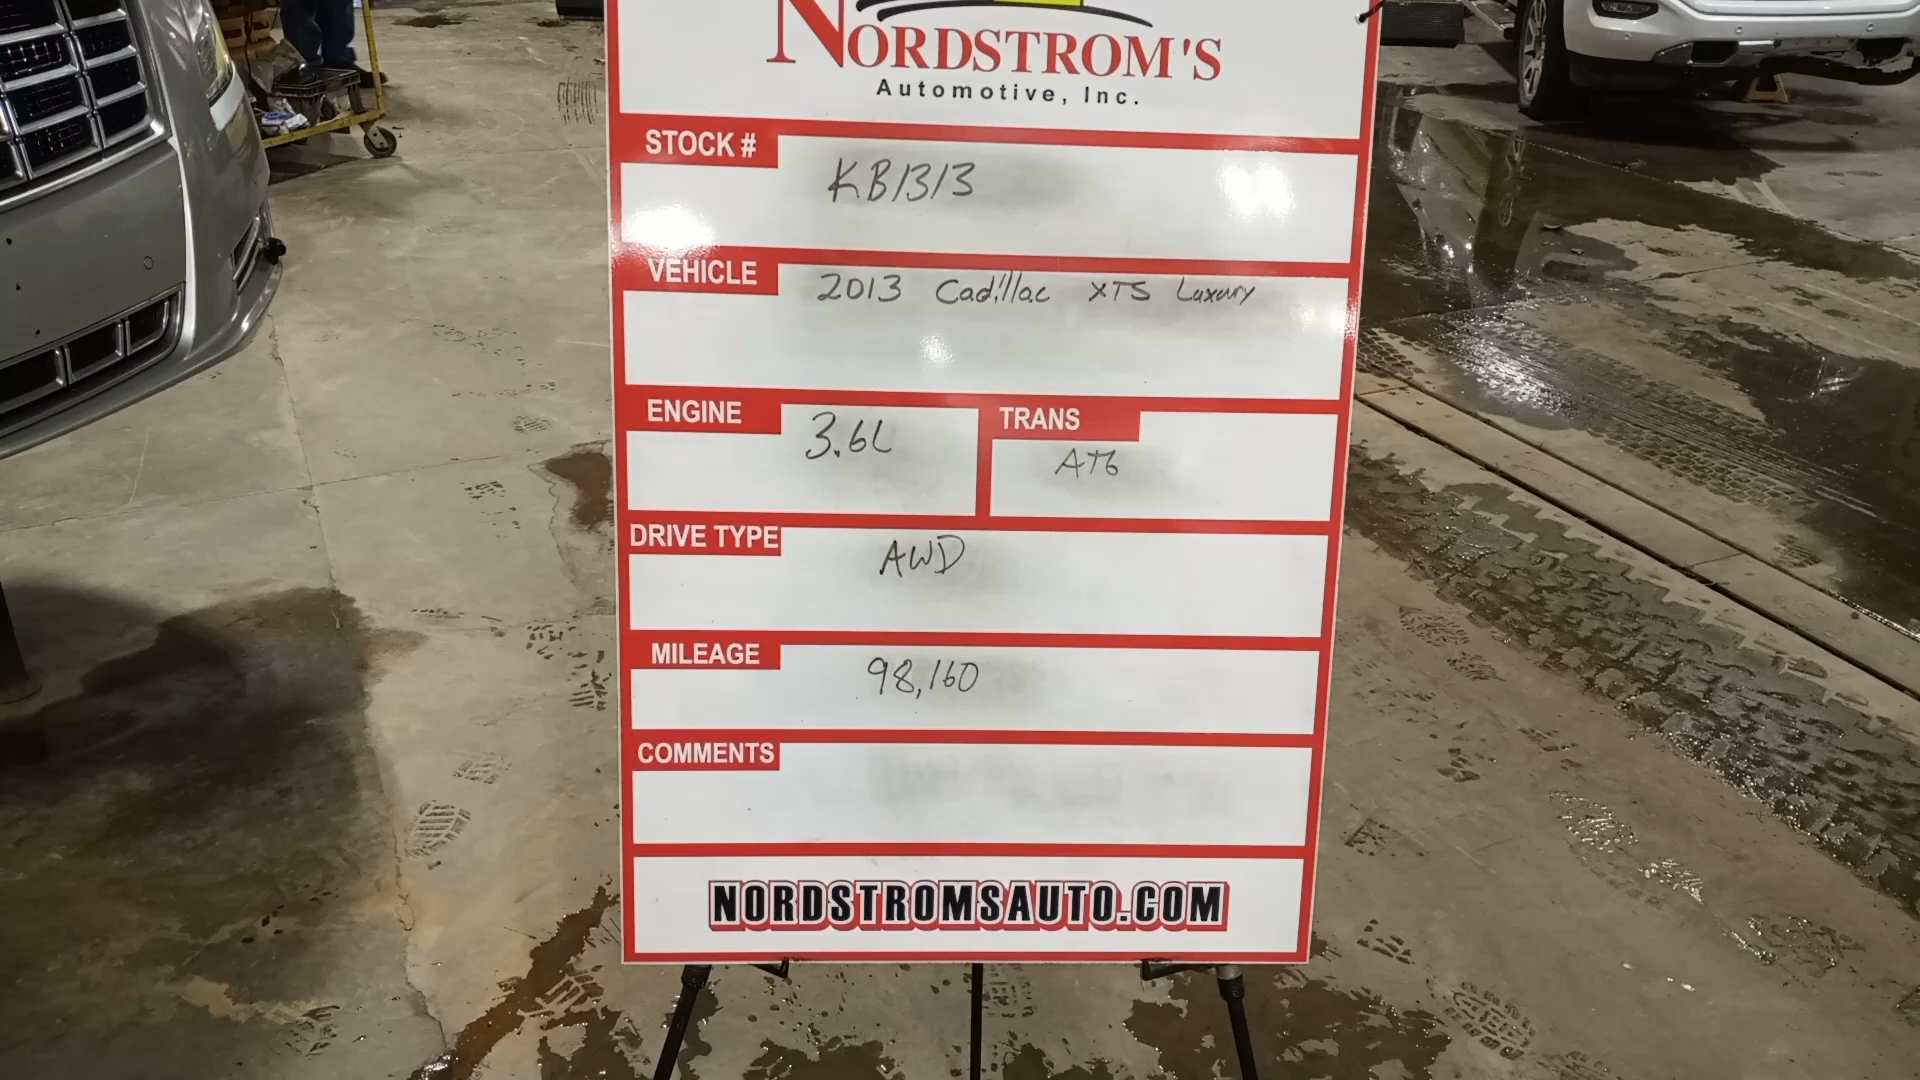 NORDSTROM'S
Automotive, Inc.
STOCK #
KB1313
VEHICLE
2013 Cadillac XTS Luxury
ENGINE
3.6L
TRANS
AT6
DRIVE TYPE
AWD
MILEAGE
98,160
COMMENTS
NORDSTROMSAUTO.COM